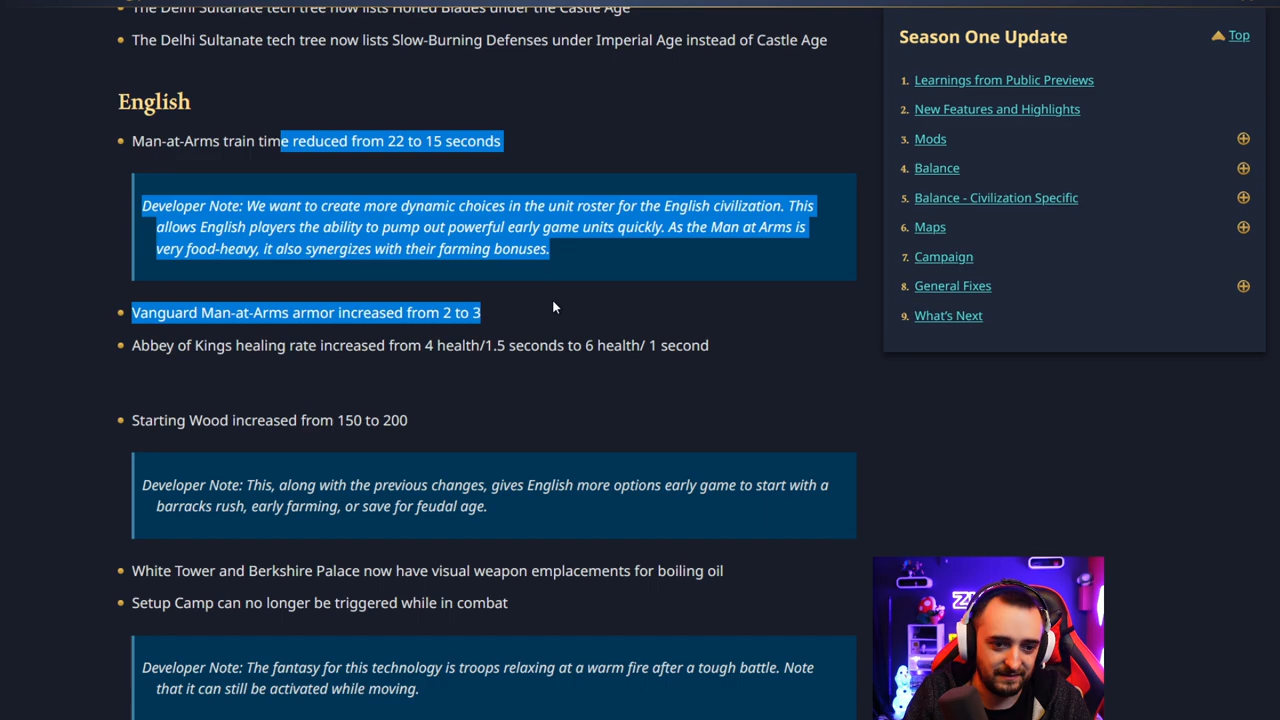 The Delhi Sultanate tech tree now lists Honed Blades under the Castle Age
The Delhi Sultanate tech tree now lists Slow-Burning Defenses under Imperial Age instead of Castle Age
English
Man-at-Arms train time reduced from 22 to 15 seconds
Developer Note: We want to create more dynamic choices in the unit roster for the English civilization. This
allows English players the ability to pump out powerful early game units quickly. As the Man at Arms is
very food-heavy, it also synergizes with their farming bonuses.
Vanguard Man-at-Arms armor increased from 2 to 3
Abbey of Kings healing rate increased from 4 health/1.5 seconds to 6 health/ 1 second
Starting Wood increased from 150 to 200
Developer Note: This, along with the previous changes, gives English more options early game to start with a
barracks rush, early farming, or save for feudal age.
White Tower and Berkshire Palace now have visual weapon emplacements for boiling oil
Setup Camp can no longer be triggered while in combat
Developer Note: The fantasy for this technology is troops relaxing at a warm fire after a tough battle. Note
that it can still be activated while moving.
Season One Update
Top
1. Learnings from Public Previews
2. New Features and Highlights
3. Mods
4. Balance
5. Balance - Civilization Specific
6. Maps
7. Campaign
8. General Fixes
9. What's Next